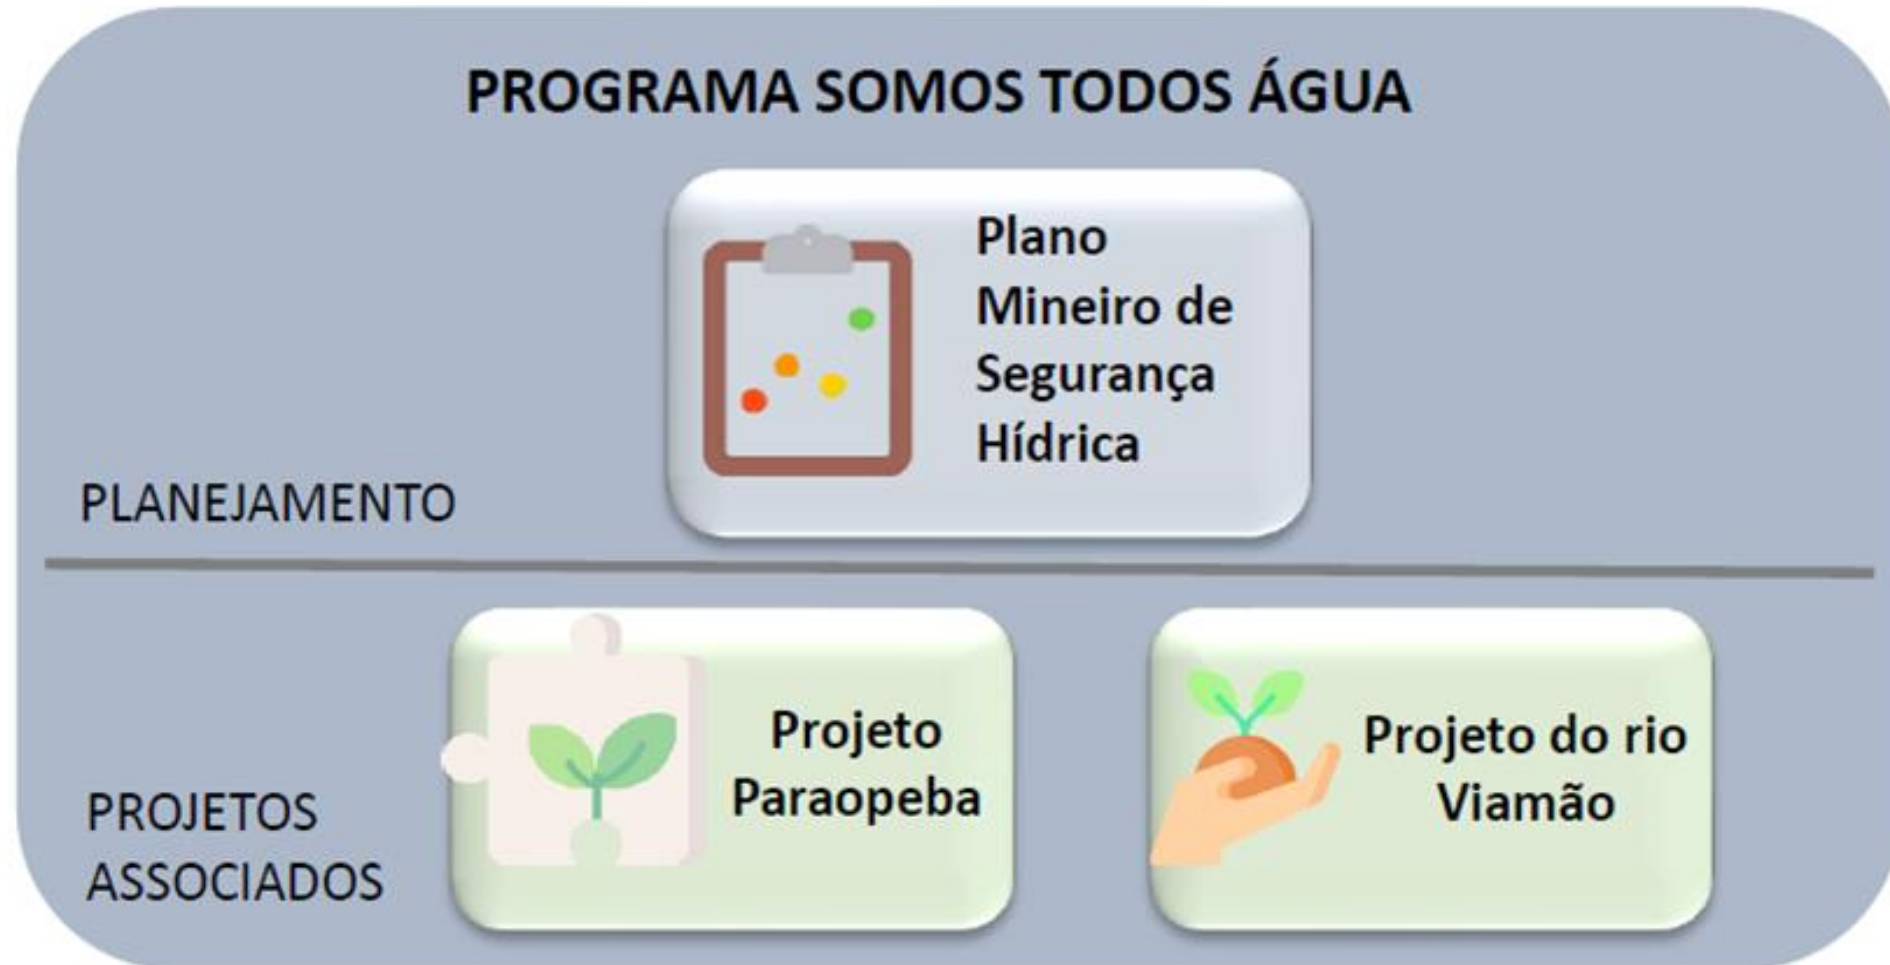 PROGRAMA SOMOS TODOS ÁGUA
Plano
Mineiro de
Segurança
Hídrica
PLANEJAMENTO
Projeto
Paraopeba
Projeto do rio
Viamão
PROJETOS
ASSOCIADOS